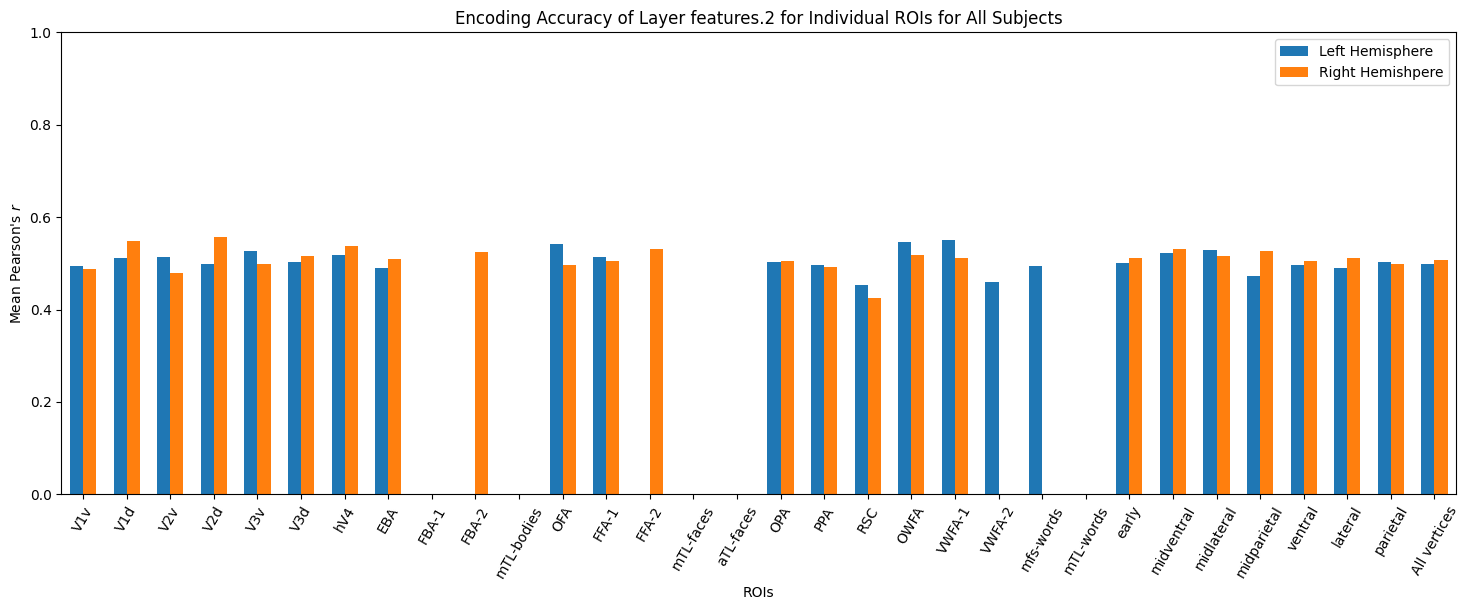 Encoding Accuracy of Layer features.2 for Individual ROIs for All Subjects
Left Hemisphere
Right Hemishpere
Mean Pearson's r
1.0
0.8
0.6
0.4
0.2
0.0
V1v
V1d
V2v
V2d
V3v
V3d
hV4
EBA
FBA-1
FBA-2
mTL-bodies
OFA
FFA-1
FFA-2
mTL-faces
aTL-faces
OPA
PPA
RSC
OWFA
VWFA-1
VWFA-2
mfs-words
mTL-words
early
midventral
midlateral
midparietal
ventral
lateral
parietal
All vertices
ROIs